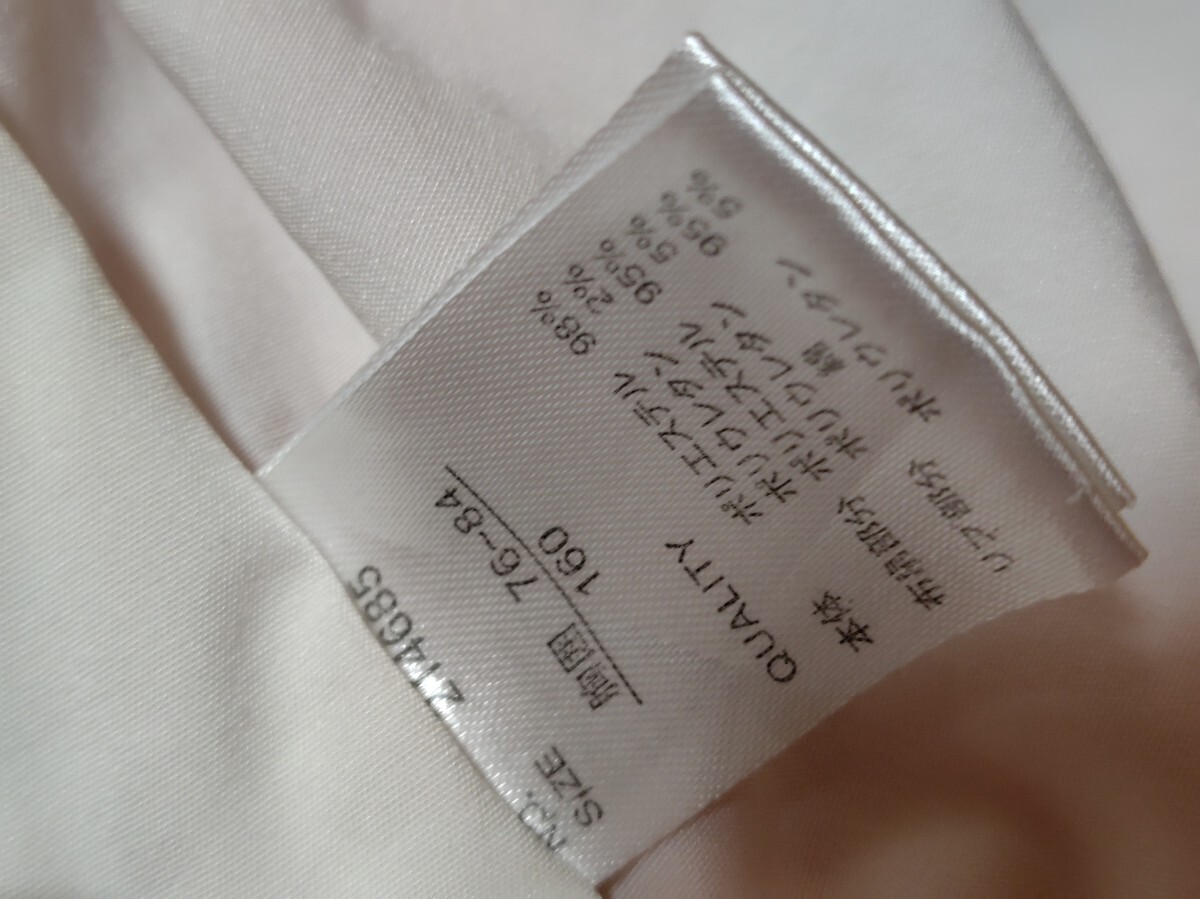 No. 214685
SIZE
胸囲 76~84
160
QUALITY
本体 ポリエステル 98%
ポリウレタン 2%
布帛部分 ポリエステル 95%
ポリウレタン 5%
リブ部分 綿 95%
ポリウレタン 5%